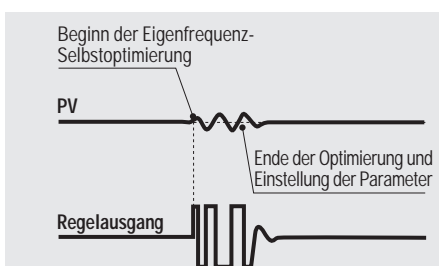 Beginn der Eigenfrequenz-
Selbstoptimierung
PV
Ende der Optimierung und
Einstellung der Parameter
Regelausgang